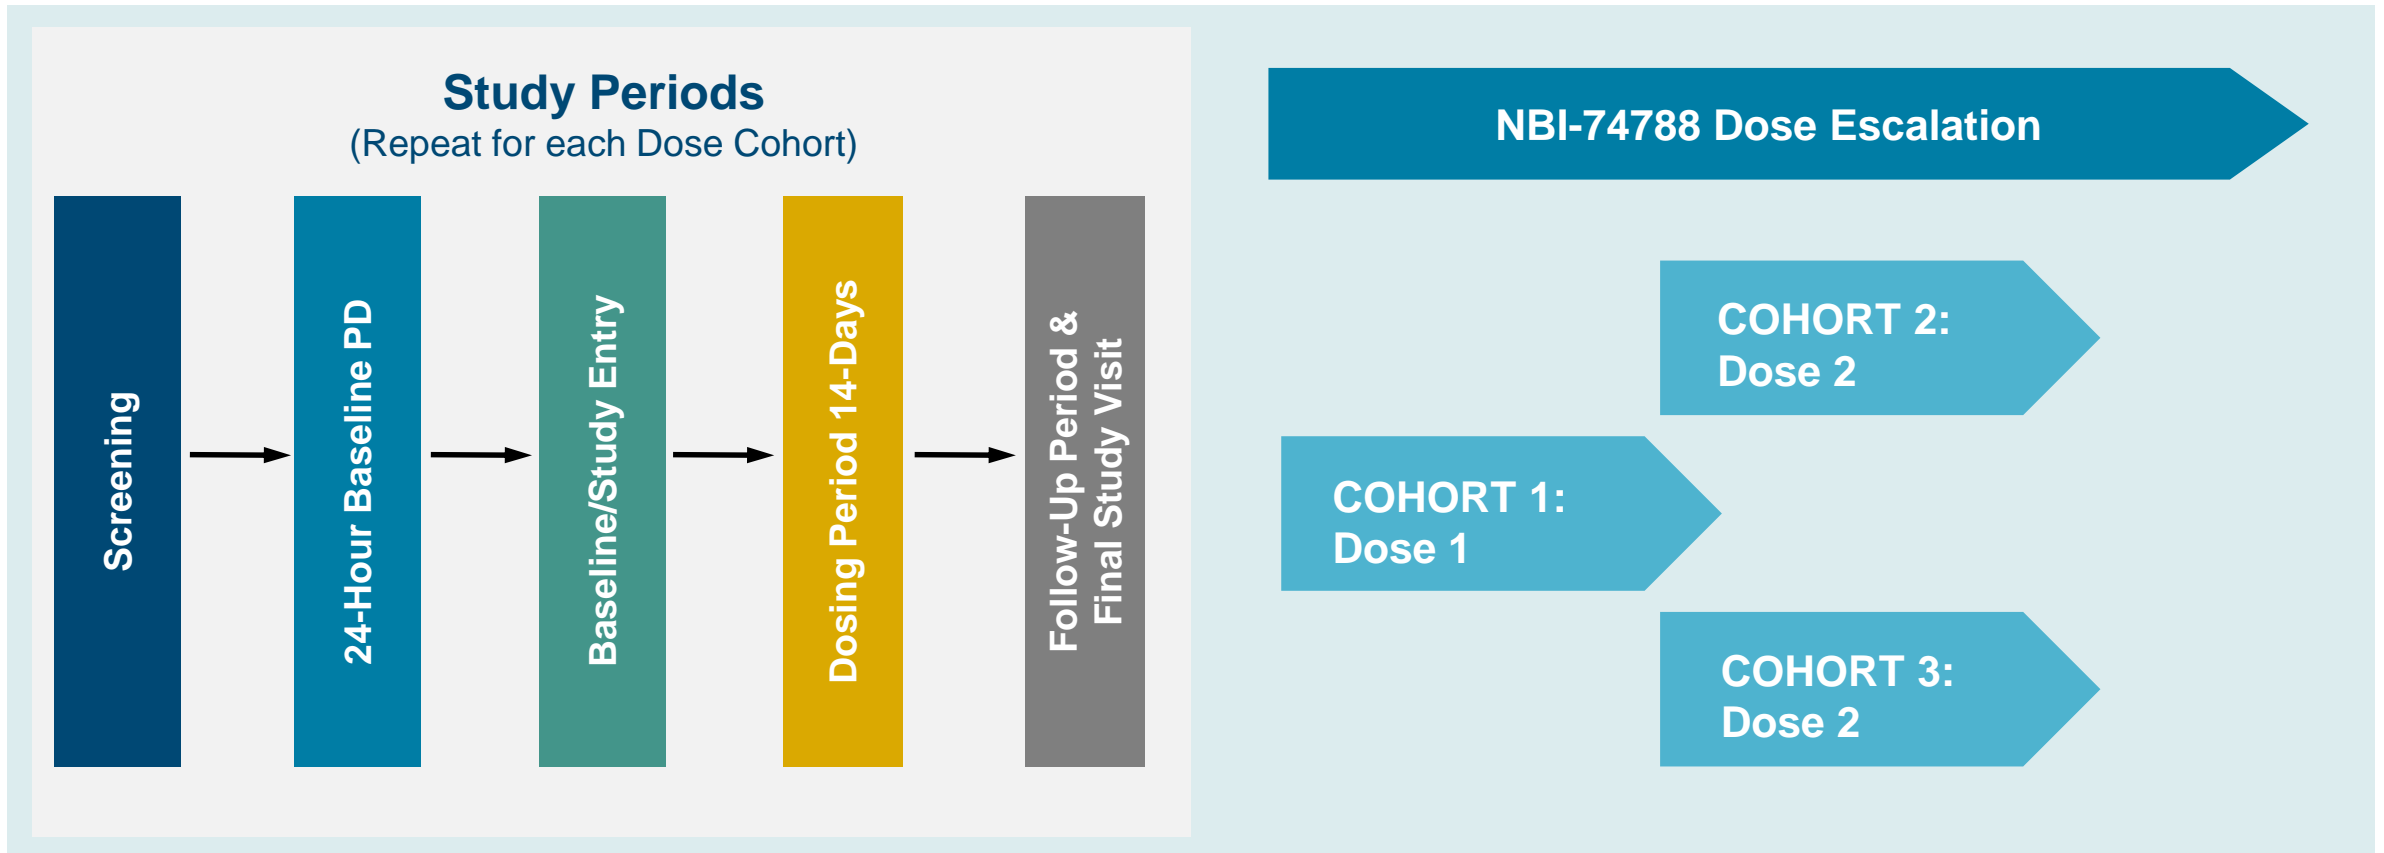 Study Periods
(Repeat for each Dose Cohort)
Screening
24-Hour Baseline PD
Baseline/Study Entry
Dosing Period 14-Days
Follow-Up Period &
Final Study Visit
NBI-74788 Dose Escalation
COHORT 2:
Dose 2
COHORT 1:
Dose 1
COHORT 3:
Dose 2